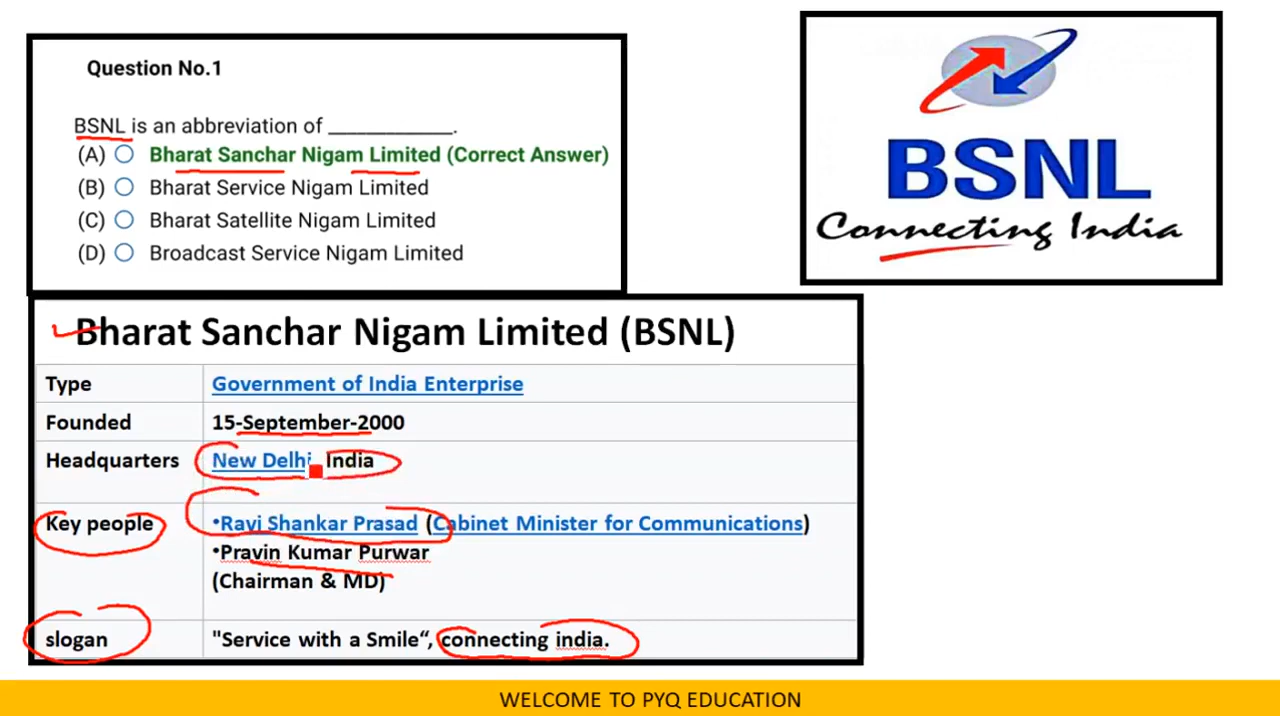 Question No.1
BSNL is an abbreviation of ____________.
(A) Bharat Sanchar Nigam Limited (Correct Answer)
(B) Bharat Service Nigam Limited
(C) Bharat Satellite Nigam Limited
(D) Broadcast Service Nigam Limited
BSNL
Connecting India
Bharat Sanchar Nigam Limited (BSNL)
Type Government of India Enterprise
Founded 15-September-2000
Headquarters New Delhi, India
Key people •Ravi Shankar Prasad (Cabinet Minister for Communications)
•Pravin Kumar Purwar
(Chairman & MD)
slogan "Service with a Smile“, connecting india.
WELCOME TO PYQ EDUCATION